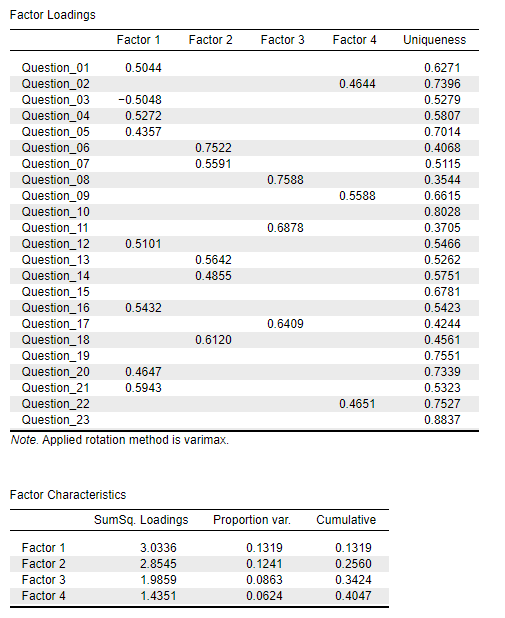 Factor Loadings
Factor 1 Factor 2 Factor 3 Factor 4 Uniqueness
Question_01 0.5044 0.6271
Question_02 0.4644 0.7396
Question_03 −0.5048 0.5279
Question_04 0.5272 0.5807
Question_05 0.4357 0.7014
Question_06 0.7522 0.4068
Question_07 0.5591 0.5115
Question_08 0.7588 0.3544
Question_09 0.5588 0.6615
Question_10 0.8028
Question_11 0.6878 0.3705
Question_12 0.5101 0.5466
Question_13 0.5642 0.5262
Question_14 0.4855 0.5751
Question_15 0.6781
Question_16 0.5432 0.5423
Question_17 0.6409 0.4244
Question_18 0.6120 0.4561
Question_19 0.7551
Question_20 0.4647 0.7339
Question_21 0.5943 0.5323
Question_22 0.4651 0.7527
Question_23 0.8837
Note. Applied rotation method is varimax.
Factor Characteristics
SumSq. Loadings Proportion var. Cumulative
Factor 1 3.0336 0.1319 0.1319
Factor 2 2.8545 0.1241 0.2560
Factor 3 1.9859 0.0863 0.3424
Factor 4 1.4351 0.0624 0.4047